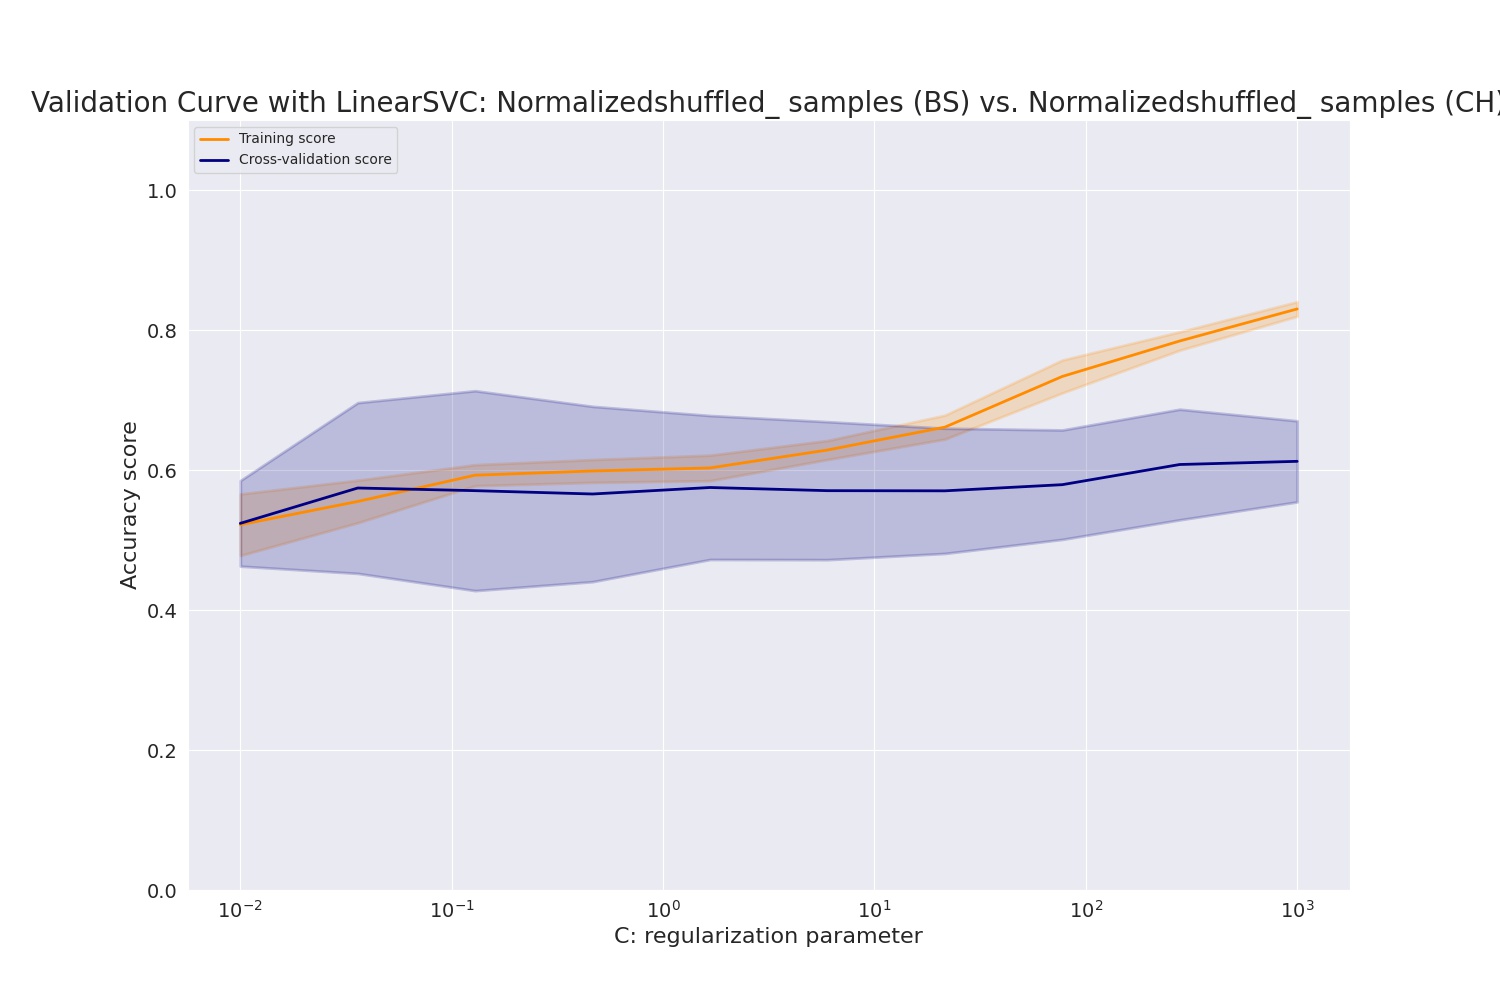 Validation Curve with LinearSVC: Normalizedshuffled_ samples (BS) vs. Normalizedshuffled_ samples (CH)
Training score
Cross-validation score
1.0
0.8
0.6
0.4
0.2
0.0
Accuracy score
10⁻² 10⁻¹ 10⁰ 10¹ 10² 10³
C: regularization parameter